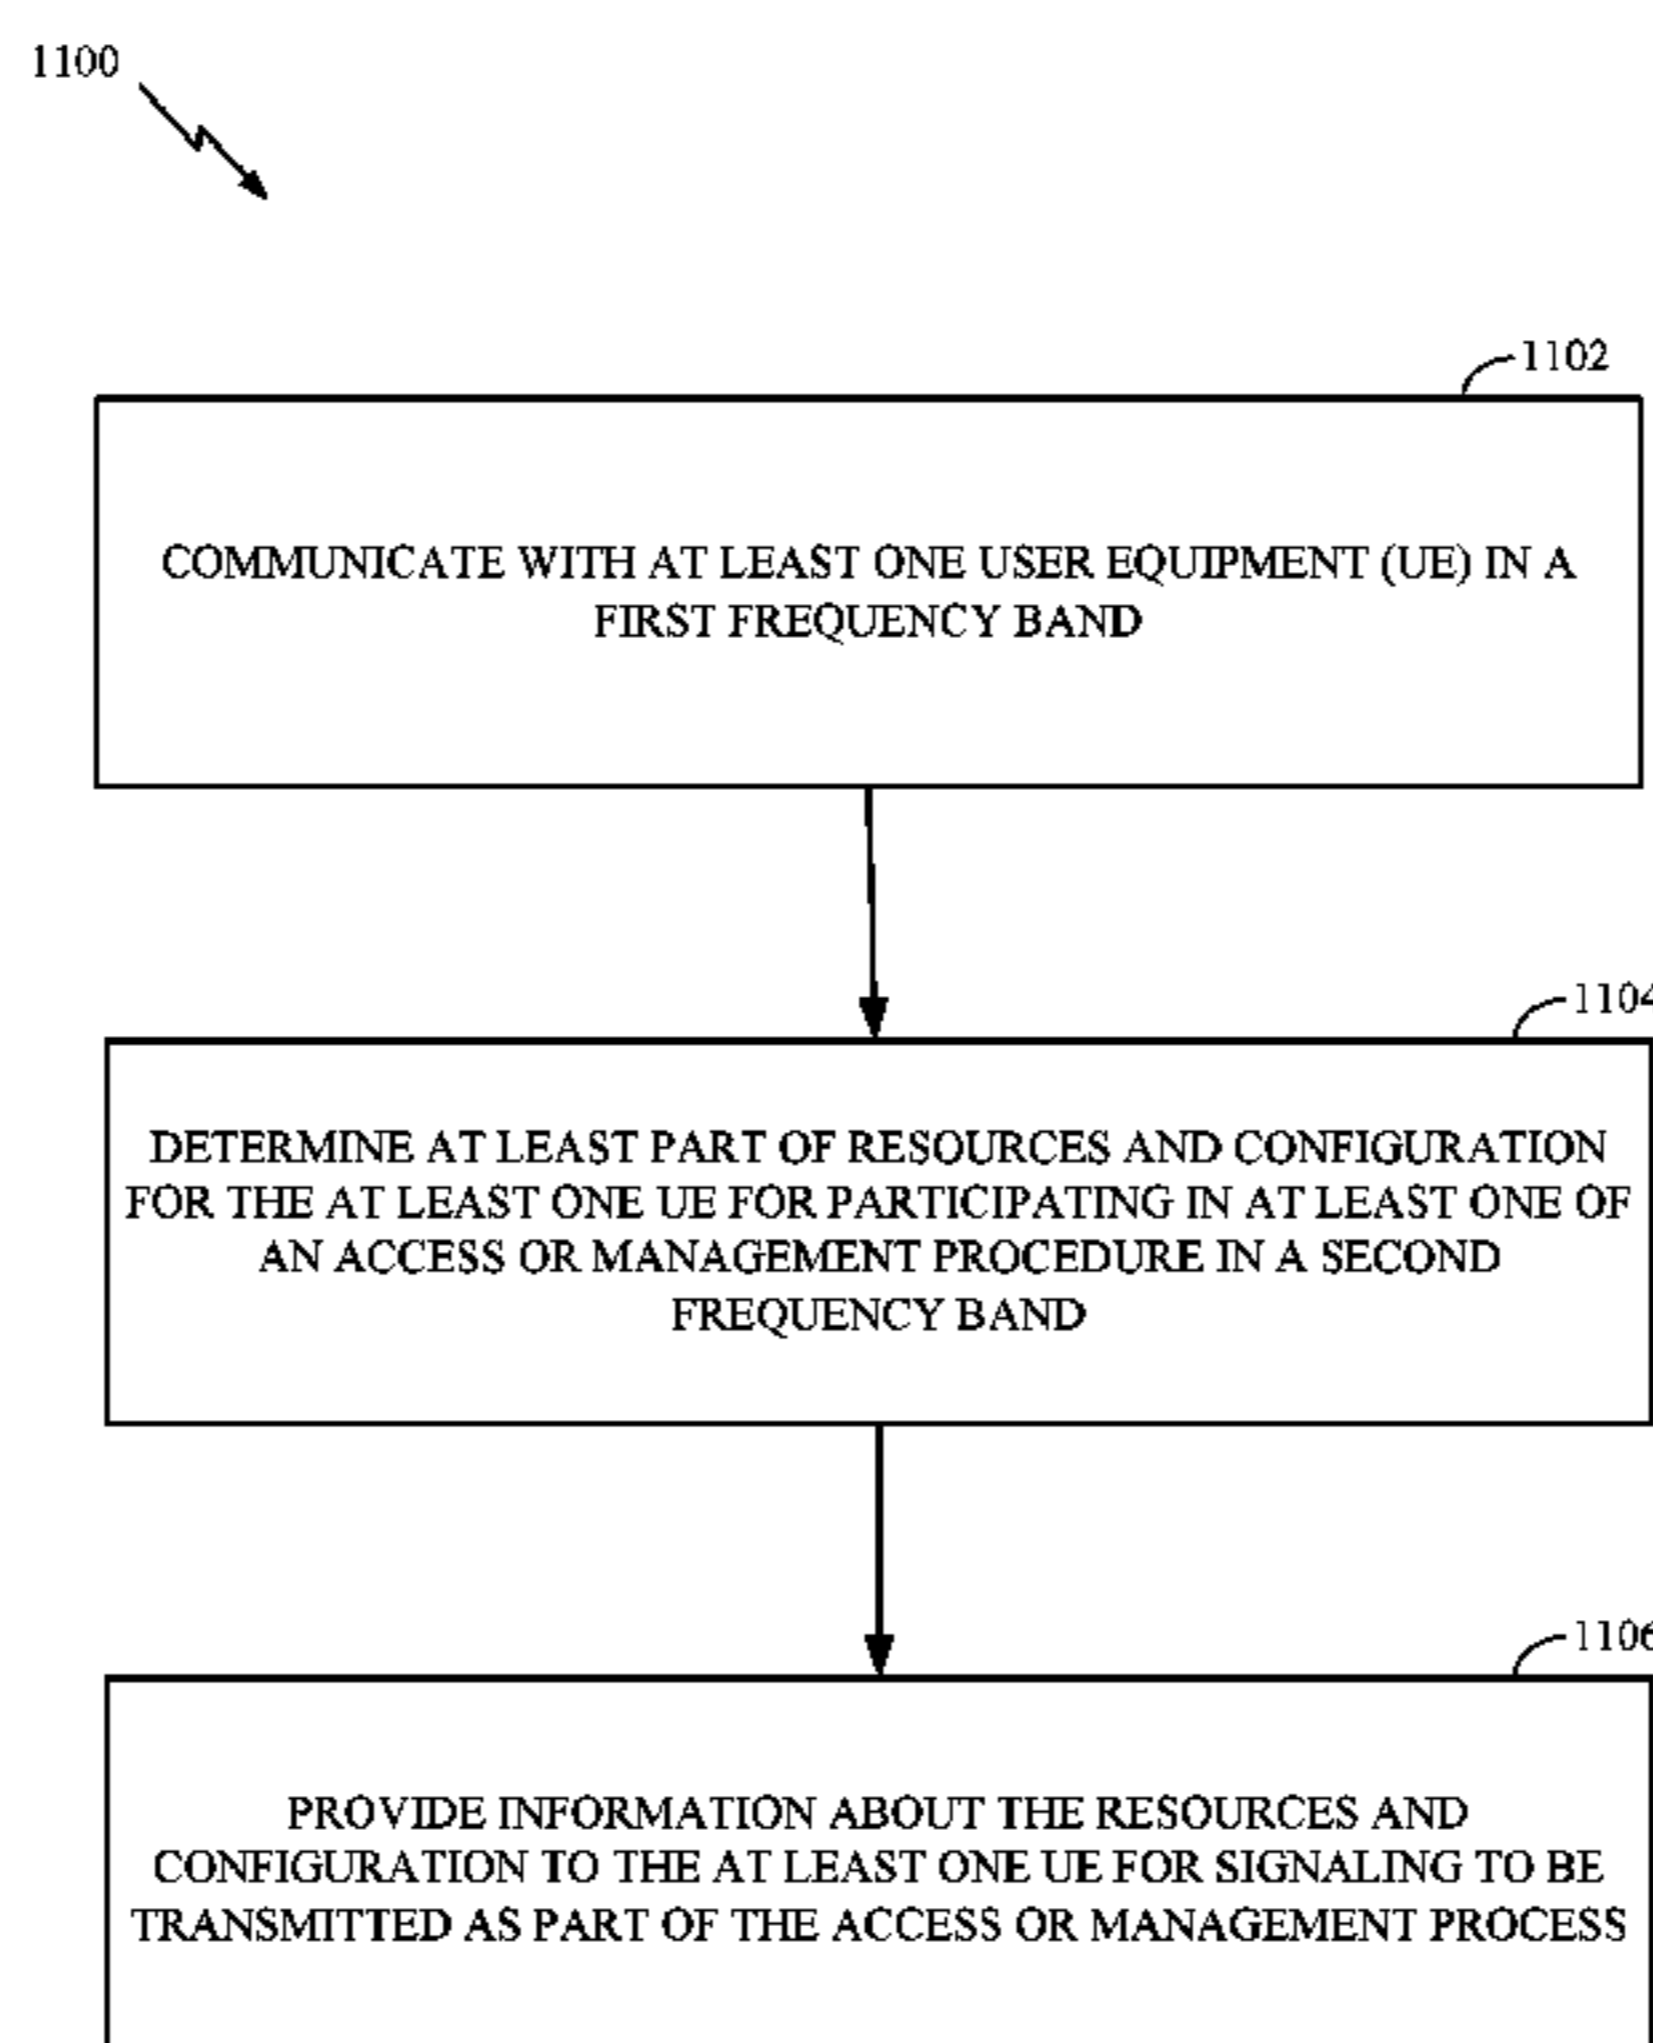 1100
1102
COMMUNICATE WITH AT LEAST ONE USER EQUIPMENT (UE) IN A
FIRST FREQUENCY BAND
1104
DETERMINE AT LEAST PART OF RESOURCES AND CONFIGURATION
FOR THE AT LEAST ONE UE FOR PARTICIPATING IN AT LEAST ONE OF
AN ACCESS OR MANAGEMENT PROCEDURE IN A SECOND
FREQUENCY BAND
1106
PROVIDE INFORMATION ABOUT THE RESOURCES AND
CONFIGURATION TO THE AT LEAST ONE UE FOR SIGNALING TO BE
TRANSMITTED AS PART OF THE ACCESS OR MANAGEMENT PROCESS